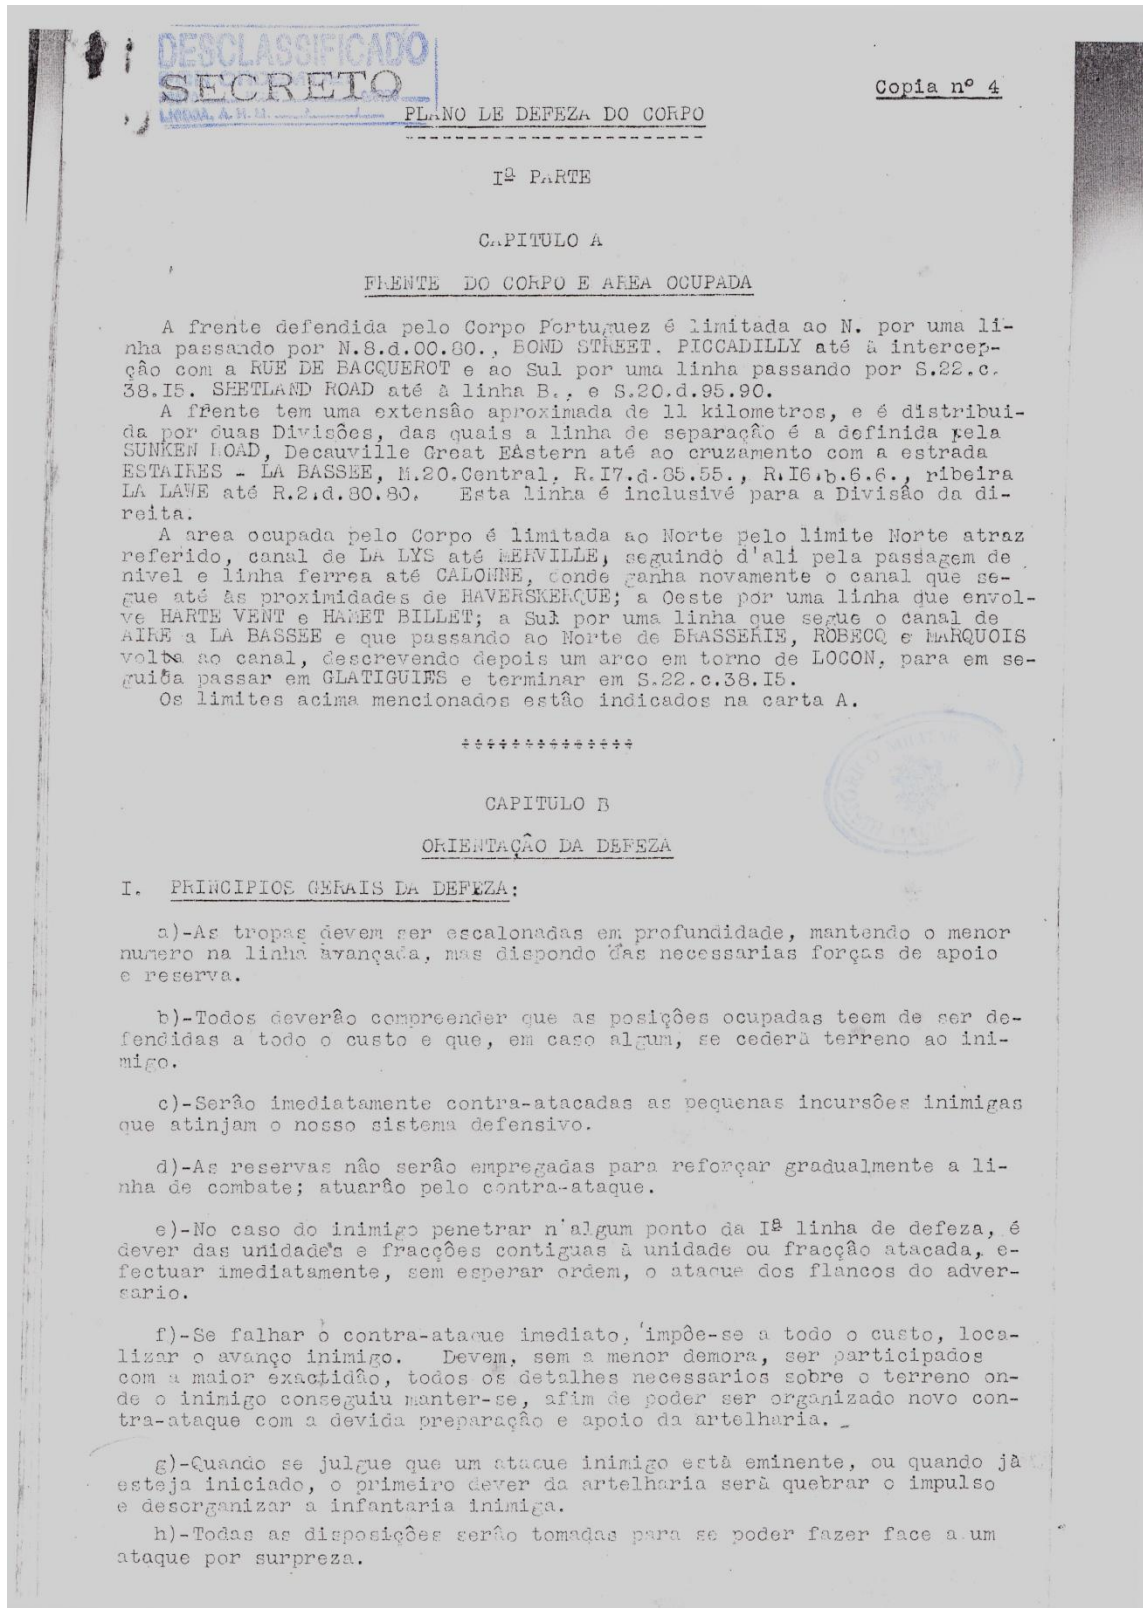 DESCLASSIFICADO
SECRETO
Copia nº 4
PLANO DE DEFEZA DO CORPO
Iª PARTE
CAPITULO A
FRENTE DO CORPO E AREA OCUPADA
A frente defendida pelo Corpo Portuguez é limitada ao N. por uma li-
nha passando por N.8.d.00.80., BOND STREET. PICCADILLY até à intercep-
ção com a RUE DE BACQUEROT e ao Sul por uma linha passando por S.22.c.
38.I5. SHETLAND ROAD até à linha B., e S.20.d.95.90.
A frente tem uma extensão aproximada de 11 kilometros, e é distribui-
da por duas Divisões, das quais a linha de separação é a definida pela
SUNKEN ROAD, Decauville Great EAstern até ao cruzamento com a estrada
ESTAIRES - LA BASSEE, M.20.Central, R.I7.d.85.55., R.I6.b.6.6., ribeira
LA LAWE até R.2.d.80.80. Esta linha é inclusivé para a Divisão da di-
reita.
A area ocupada pelo Corpo é limitada ao Norte pelo limite Norte atraz
referido, canal de LA LYS até MERVILLE, seguindo d'ali pela passagem de
nivel e linha ferrea até CALONNE, donde ganha novamente o canal que se-
gue até às proximidades de HAVERSKERQUE; a Oeste por uma linha que envol-
ve HARTE VENT e HAMET BILLET; a Sul por uma linha que segue o canal de
AIRE a LA BASSEE e que passando ao Norte de BRASSERIE, ROBECQ e MARQUOIS
volta ao canal, descrevendo depois um arco em torno de LOCON, para em se-
guida passar em GLATIGUIES e terminar em S.22.c.38.I5.
Os limites acima mencionados estão indicados na carta A.
CAPITULO B
ORIENTAÇÃO DA DEFEZA
I. PRINCIPIOS GERAIS DA DEFEZA:
a)-As tropas devem ser escalonadas em profundidade, mantendo o menor
numero na linha avançada, mas dispondo das necessarias forças de apoio
e reserva.
b)-Todos deverão compreender que as posições ocupadas teem de ser de-
fendidas a todo o custo e que, em caso algum, se cederà terreno ao ini-
migo.
c)-Serão imediatamente contra-atacadas as pequenas incursões inimigas
que atinjam o nosso sistema defensivo.
d)-As reservas não serão empregadas para reforçar gradualmente a li-
nha de combate; atuarão pelo contra-ataque.
e)-No caso do inimigo penetrar n'algum ponto da Iª linha de defeza, é
dever das unidades e fracções contiguas à unidade ou fracção atacada, e-
fectuar imediatamente, sem esperar ordem, o ataque dos flancos do adver-
sario.
f)-Se falhar o contra-ataque imediato, impõe-se a todo o custo, loca-
lizar o avanço inimigo. Devem, sem a menor demora, ser participados
com a maior exactidão, todos os detalhes necessarios sobre o terreno on-
de o inimigo conseguiu manter-se, afim de poder ser organizado novo con-
tra-ataque com a devida preparação e apoio da artelharia.
g)-Quando se julgue que um ataque inimigo està eminente, ou quando jà
esteja iniciado, o primeiro dever da artelharia serà quebrar o impulso
e desorganizar a infantaria inimiga.
h)-Todas as disposições serão tomadas para se poder fazer face a um
ataque por surpreza.